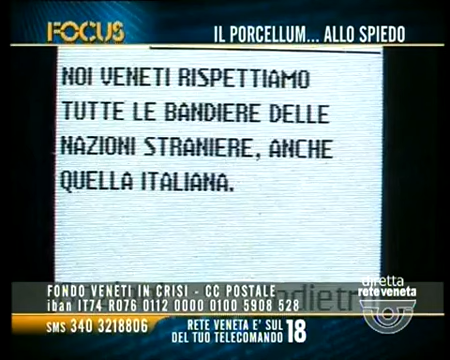 FOCUS
IL PORCELLUM... ALLO SPIEDO
NOI VENETI RISPETTIAMO
TUTTE LE BANDIERE DELLE
NAZIONI STRANIERE, ANCHE
QUELLA ITALIANA.
FONDO VENETI IN CRISI - CC POSTALE
iban IT74 R076 0112 0000 0100 5908 528
diretta
reteveneta
SMS 340 3218806
RETE VENETA E' SUL
DEL TUO TELECOMANDO 18